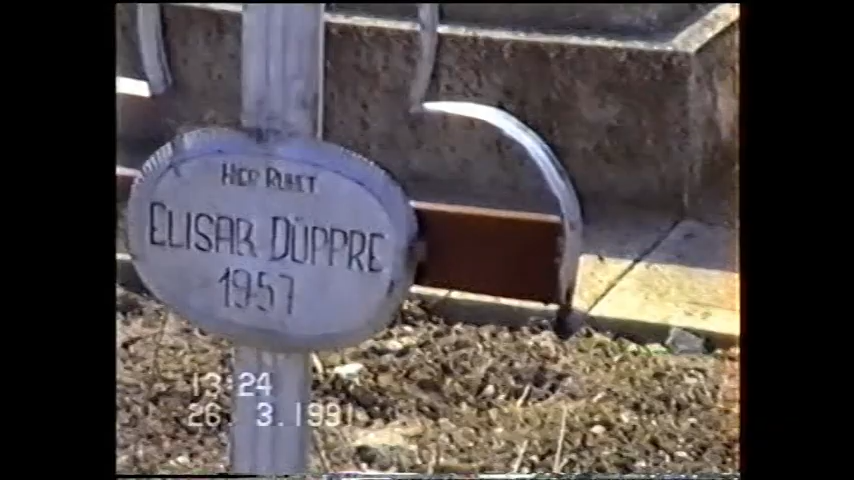 HIER RUHET
ELISAB DÜPPRE
1957
13:24
26. 3.1991